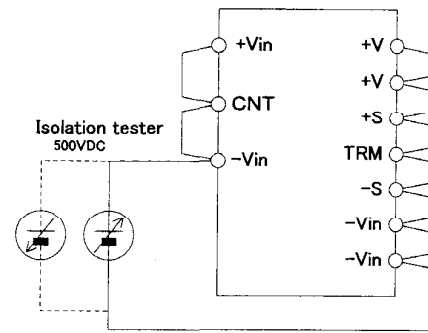 +Vin
CNT
−Vin
Isolation tester
500VDC
+V
+V
+S
TRM
−S
−Vin
−Vin